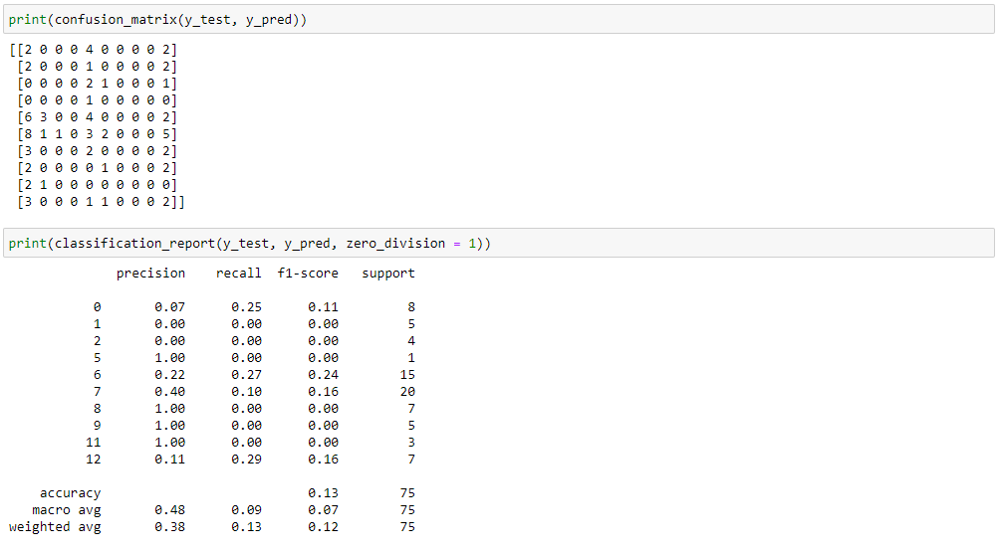 print(confusion_matrix(y_test, y_pred))
[[2 0 0 0 4 0 0 0 0 2]
[2 0 0 0 1 0 0 0 0 2]
[0 0 0 0 2 1 0 0 0 1]
[0 0 0 0 1 0 0 0 0 0]
[6 3 0 0 4 0 0 0 0 2]
[8 1 1 0 3 2 0 0 0 5]
[3 0 0 0 2 0 0 0 0 2]
[2 0 0 0 0 1 0 0 0 2]
[2 1 0 0 0 0 0 0 0 0]
[3 0 0 0 1 1 0 0 0 2]]
print(classification_report(y_test, y_pred, zero_division = 1))
precision recall f1-score support
0 0.07 0.25 0.11 8
1 0.00 0.00 0.00 5
2 0.00 0.00 0.00 4
5 1.00 0.00 0.00 1
6 0.22 0.27 0.24 15
7 0.40 0.10 0.16 20
8 1.00 0.00 0.00 7
9 1.00 0.00 0.00 5
11 1.00 0.00 0.00 3
12 0.11 0.29 0.16 7
accuracy 0.13 75
macro avg 0.48 0.09 0.07 75
weighted avg 0.38 0.13 0.12 75